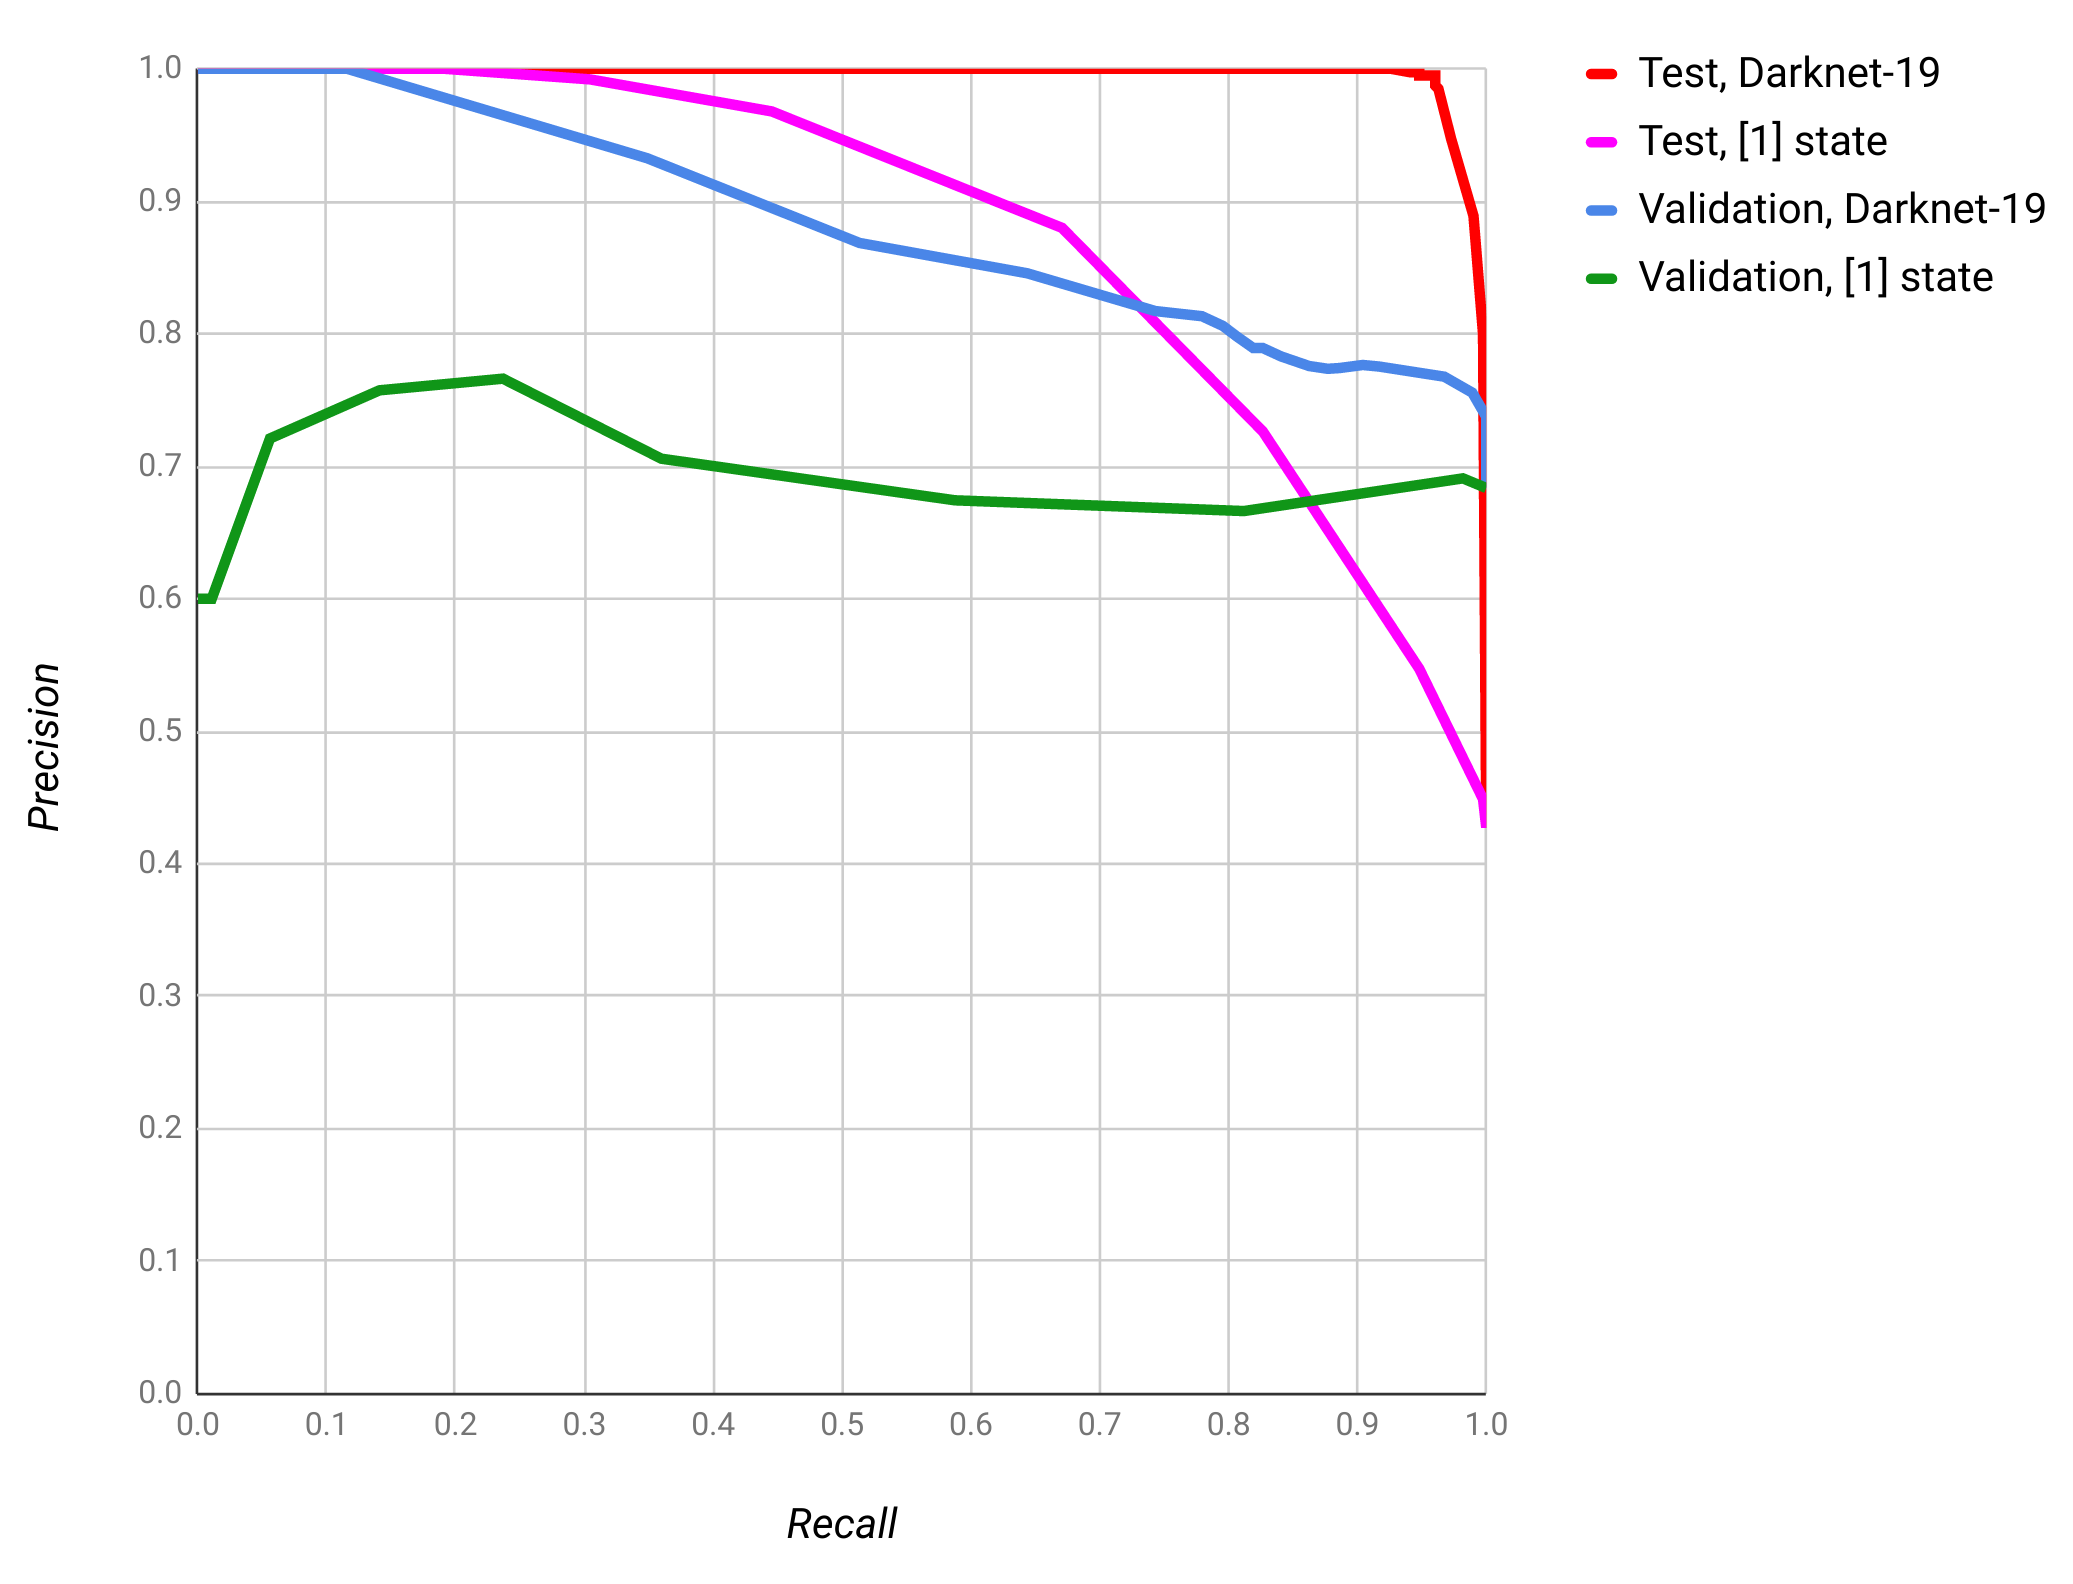 1.0
0.9
0.8
0.7
0.6
0.5
0.4
0.3
0.2
0.1
0.0
0.0 0.1 0.2 0.3 0.4 0.5 0.6 0.7 0.8 0.9 1.0
Precision
Recall
Test, Darknet-19
Test, [1] state
Validation, Darknet-19
Validation, [1] state